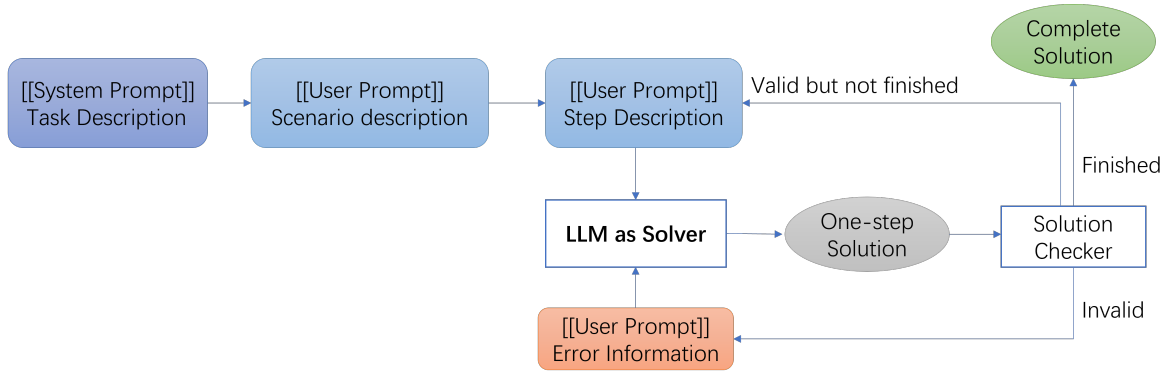 [[System Prompt]]
Task Description
[[User Prompt]]
Scenario description
[[User Prompt]]
Step Description
Valid but not finished
Complete
Solution
Finished
LLM as Solver
One-step
Solution
Solution
Checker
Invalid
[[User Prompt]]
Error Information